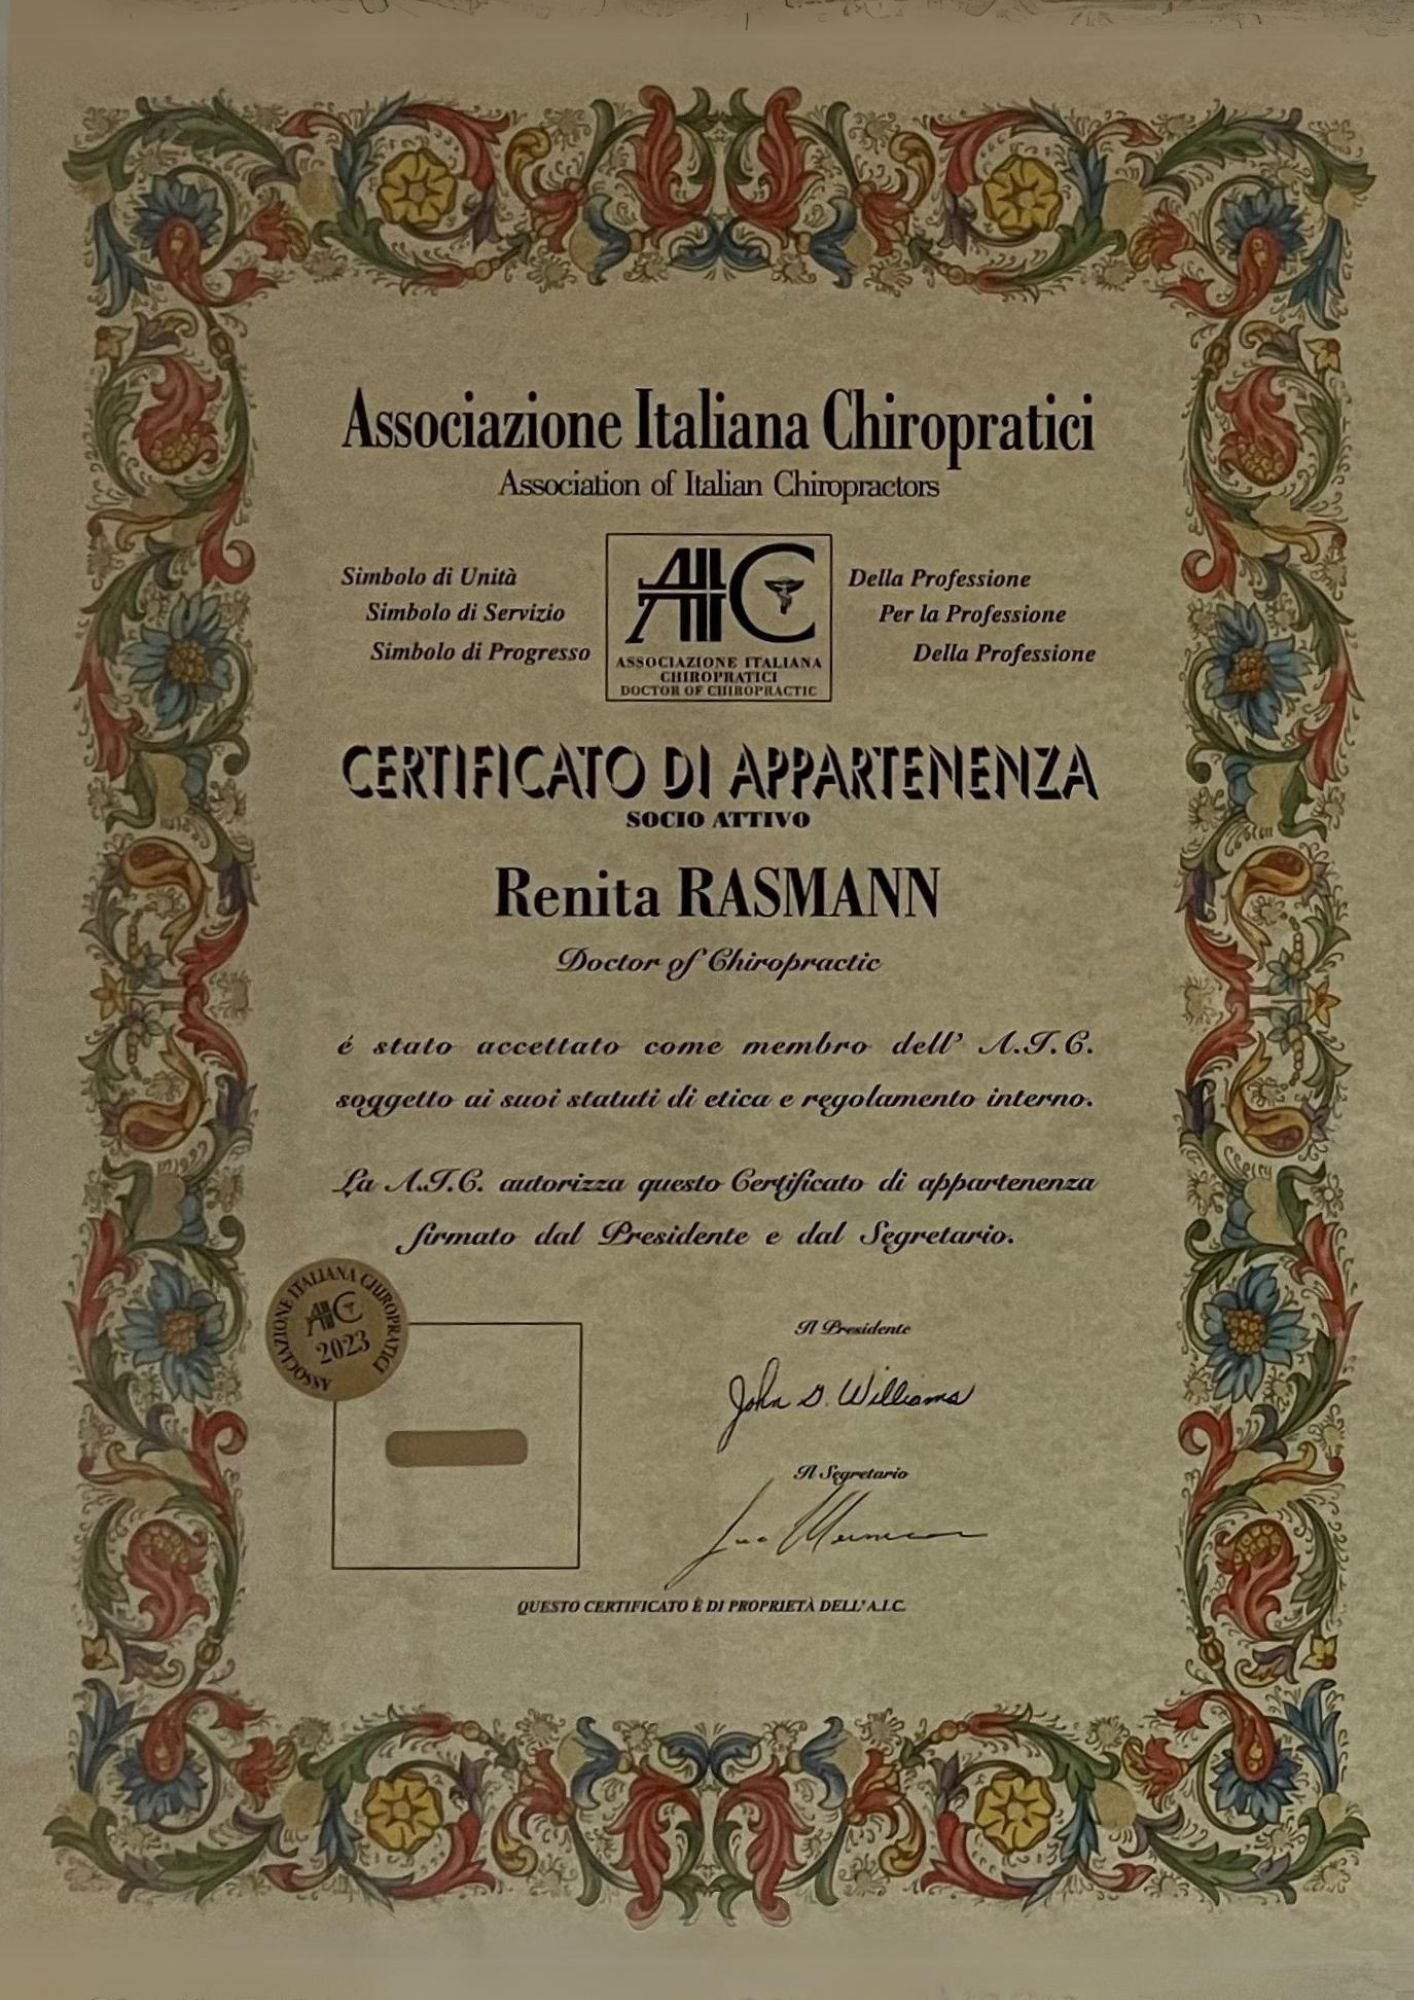 Associazione Italiana Chiropratici
Association of Italian Chiropractors
Simbolo di Unità
Simbolo di Servizio
Simbolo di Progresso
AIC
ASSOCIAZIONE ITALIANA
CHIROPRATICI
DOCTOR OF CHIROPRACTIC
Della Professione
Per la Professione
Della Professione
CERTIFICATO DI APPARTENENZA
SOCIO ATTIVO
Renita RASMANN
Doctor of Chiropractic
é stato accettato come membro dell' A.I.C.
soggetto ai suoi statuti di etica e regolamento interno.
La A.I.C. autorizza questo Certificato di appartenenza
firmato dal Presidente e dal Segretario.
ASSOCIAZIONE ITALIANA CHIROPRATICI
AIC
2023
Il Presidente
John G. Williams
Il Segretario
QUESTO CERTIFICATO È DI PROPRIETÀ DELL' A.I.C.